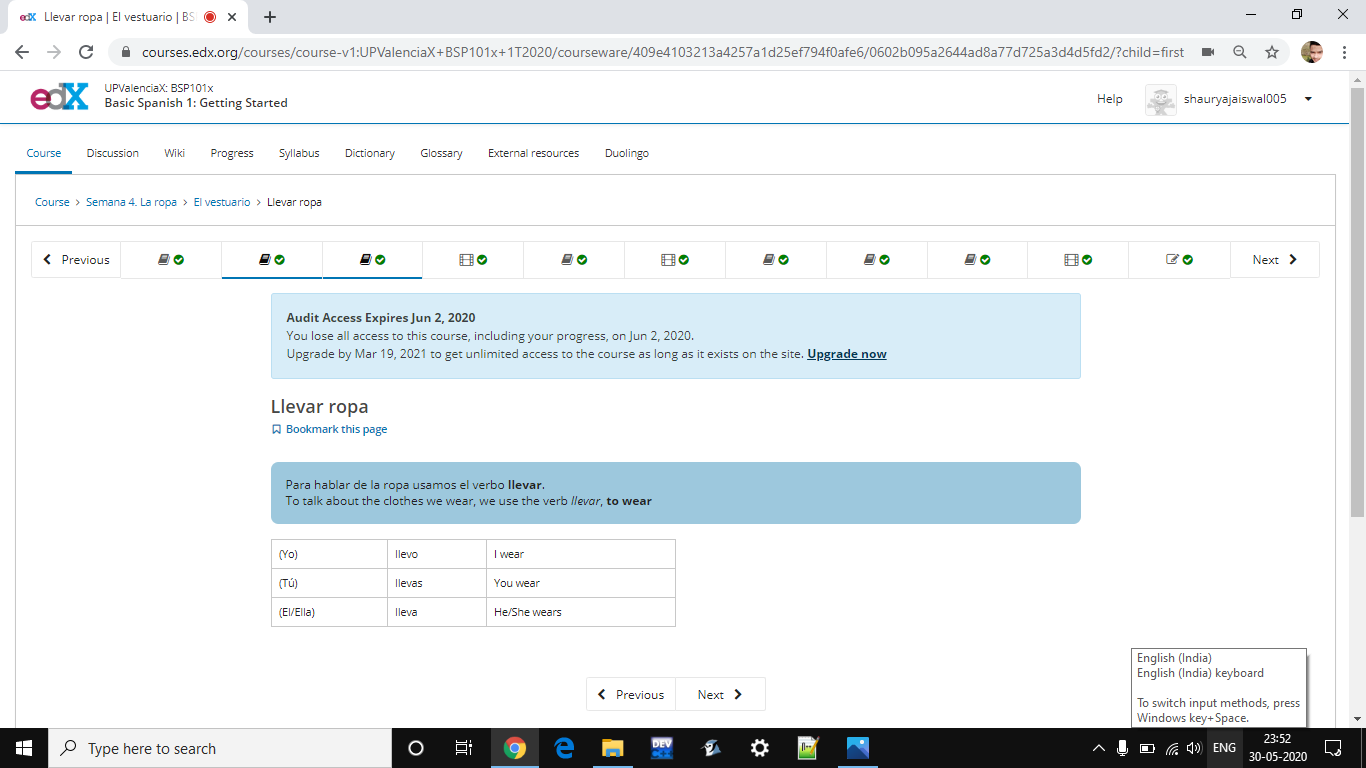 Llevar ropa | El vestuario | BS
courses.edx.org/courses/course-v1:UPValenciaX+BSP101x+1T2020/courseware/409e4103213a4257a1d25ef794f0afe6/0602b095a2644ad8a77d725a3d4d5fd2/?child=first
edX
UPValenciaX: BSP101x
Basic Spanish 1: Getting Started
Help
shauryajaiswal005
Course Discussion Wiki Progress Syllabus Dictionary Glossary External resources Duolingo
Course > Semana 4. La ropa > El vestuario > Llevar ropa
Previous
Next
Audit Access Expires Jun 2, 2020
You lose all access to this course, including your progress, on Jun 2, 2020.
Upgrade by Mar 19, 2021 to get unlimited access to the course as long as it exists on the site. Upgrade now
Llevar ropa
Bookmark this page
Para hablar de la ropa usamos el verbo llevar.
To talk about the clothes we wear, we use the verb llevar, to wear
(Yo) llevo I wear
(Tú) llevas You wear
(El/Ella) lleva He/She wears
Previous Next
English (India)
English (India) keyboard
To switch input methods, press
Windows key+Space.
Type here to search
DEV
ENG
23:52
30-05-2020